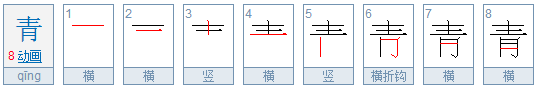 青 1 2 3 4 5 6 7 8
8 动画
qīng 横 横 竖 横 竖 横折钩 横 横